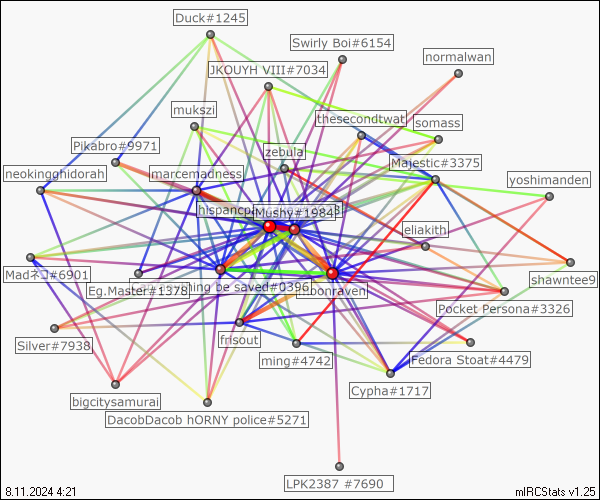 Duck#1245
Swirly Boi#6154
normalwan
JKOUYH VIII#7034
mukszi
thesecondtwat
somass
Pikabro#9971
zebula
Majestic#3375
neokingghidorah
marcemadness
yoshimanden
hispancp
Mushy#1984
eliakith
Madネコ#6901
Eg.Master#1378
hing be saved#0396
bonraven
shawntee9
Pocket Persona#3326
Silver#7938
frisout
ming#4742
Fedora Stoat#4479
Cypha#1717
bigcitysamurai
DacobDacob hORNY police#5271
LPK2387 #7690
8.11.2024 4:21
mIRCStats v1.25